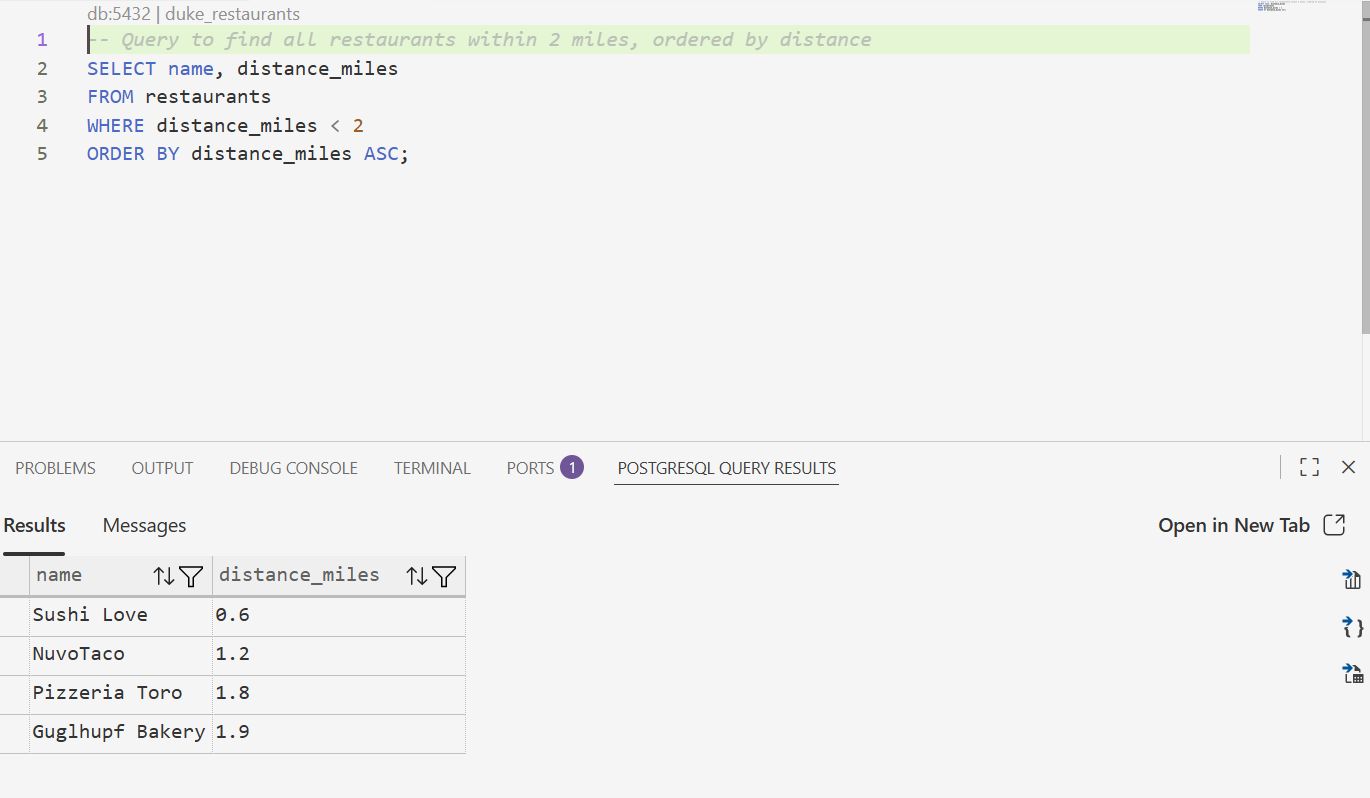 db:5432 | duke_restaurants
1 -- Query to find all restaurants within 2 miles, ordered by distance
2 SELECT name, distance_miles
3 FROM restaurants
4 WHERE distance_miles < 2
5 ORDER BY distance_miles ASC;
PROBLEMS OUTPUT DEBUG CONSOLE TERMINAL PORTS 1 POSTGRESQL QUERY RESULTS
Results Messages Open in New Tab
name distance_miles
Sushi Love 0.6
NuvoTaco 1.2
Pizzeria Toro 1.8
Guglhupf Bakery 1.9